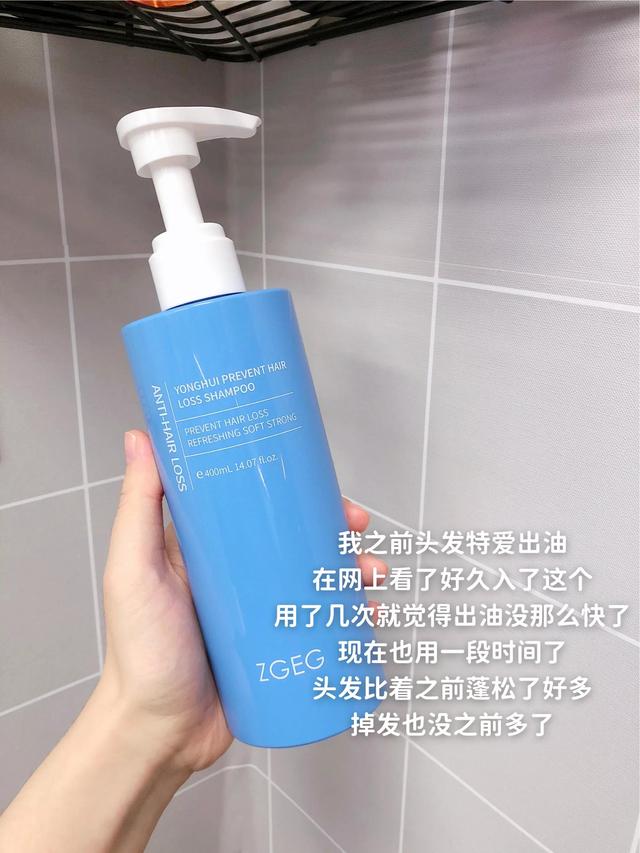 ANTI-HAIR LOSS
YONGHUI PREVENT HAIR
LOSS SHAMPOO
PREVENT HAIR LOSS
REFRESHING SOFT STRONG
e400mL 14.07 fl.oz.
ZGEG
我之前头发特爱出油
在网上看了好久入了这个
用了几次就觉得出油没那么快了
现在也用一段时间了
头发比着之前蓬松了好多
掉发也没之前多了